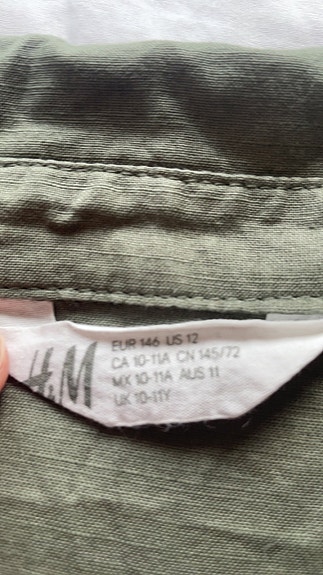 H&M
EUR 146 US 12
CA 10-11A CN 145/72
MX 10-11A AUS 11
UK 10-11Y